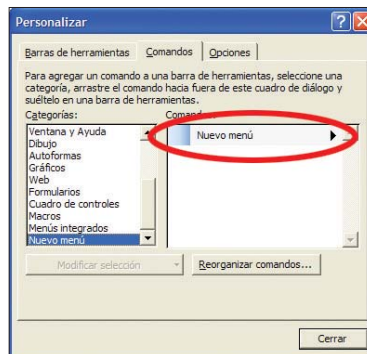 Personalizar
Barras de herramientas Comandos Opciones
Para agregar un comando a una barra de herramientas, seleccione una
categoría, arrastre el comando hacia fuera de este cuadro de diálogo y
suéltelo en una barra de herramientas.
Categorías:
Ventana y Ayuda
Dibujo
Autoformas
Gráficos
Web
Formularios
Cuadro de controles
Macros
Menús integrados
Nuevo menú
Nuevo menú
Modificar selección
Reorganizar comandos...
Cerrar